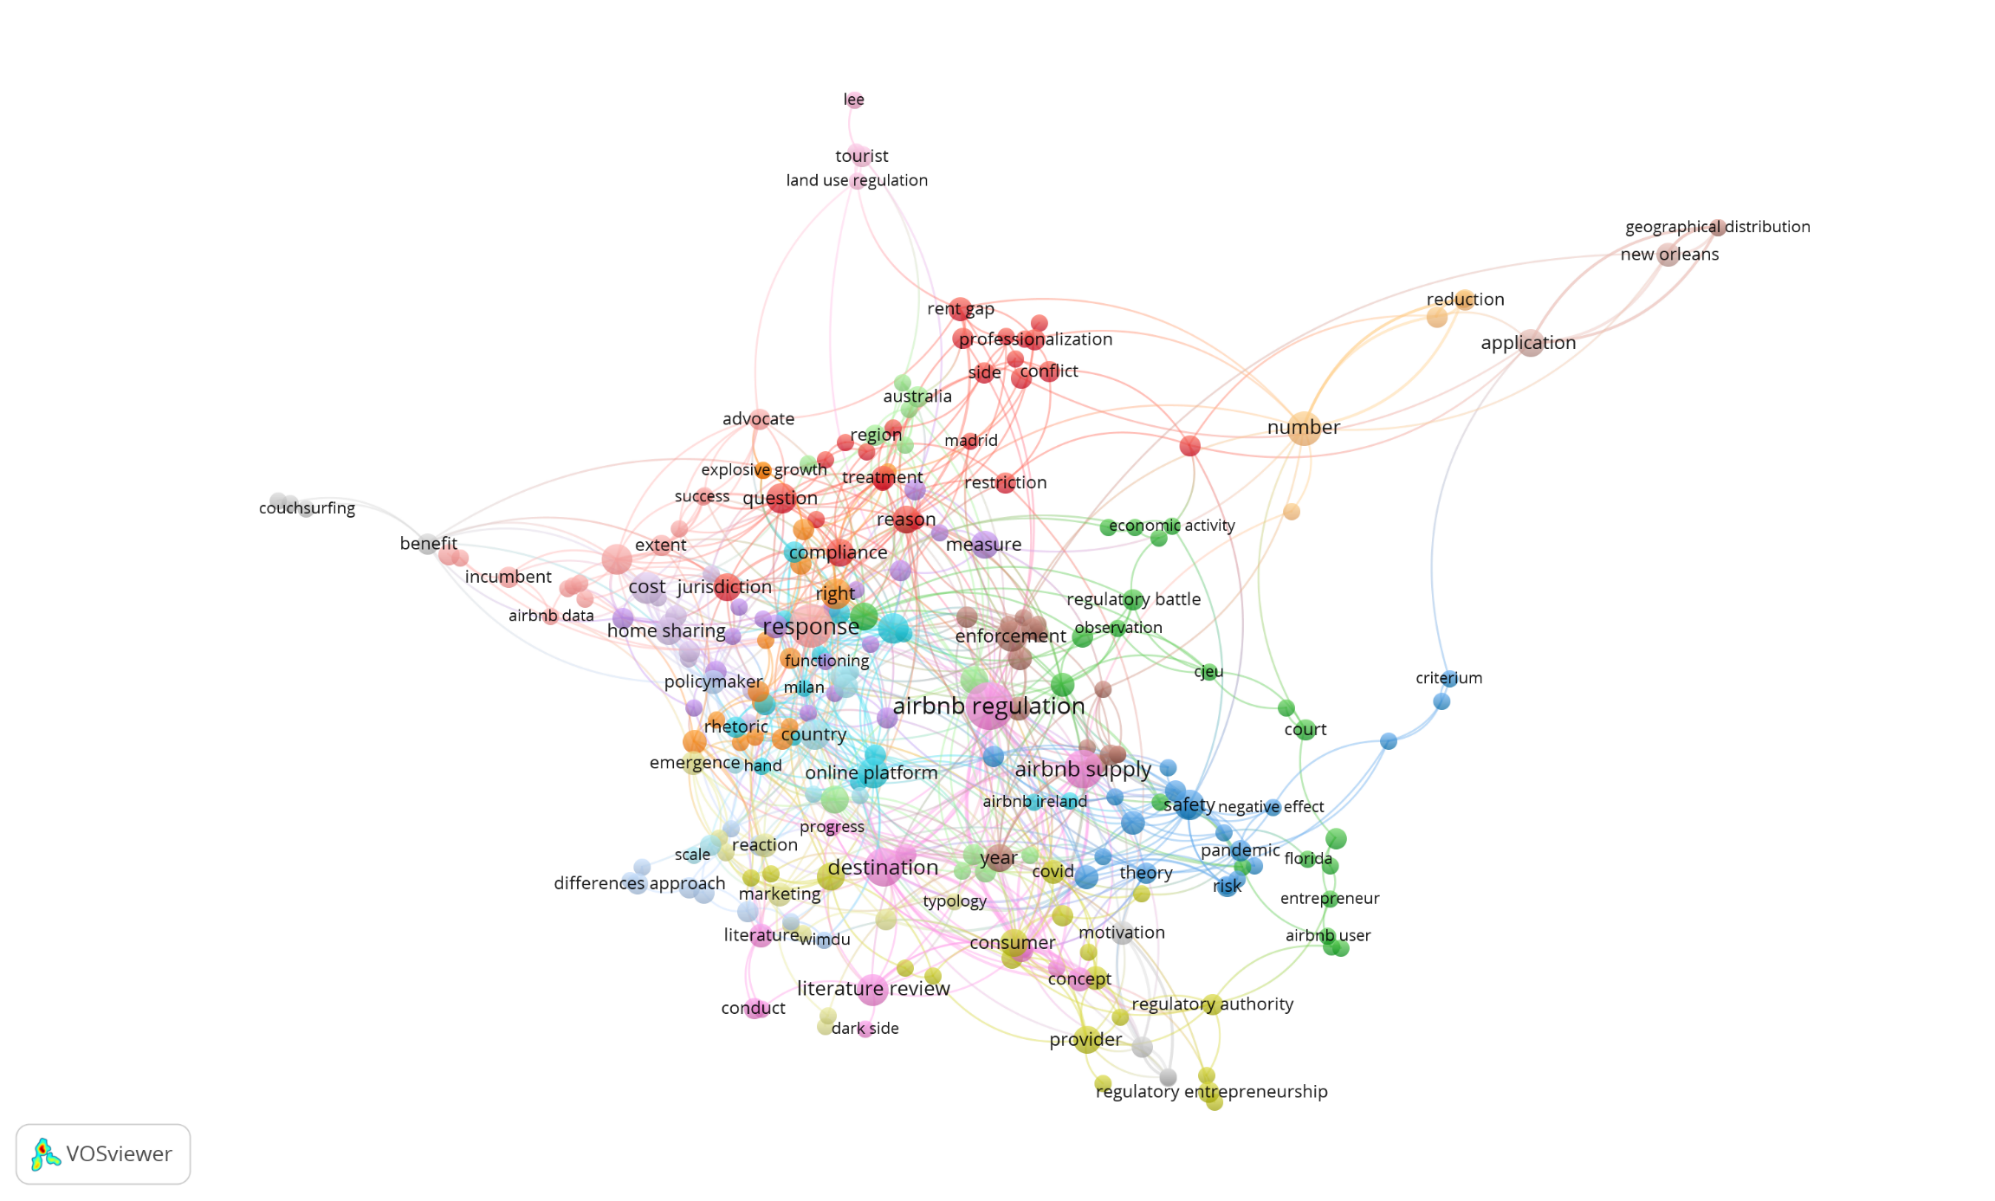 lee
tourist
land use regulation
geographical distribution
new orleans
reduction
rent gap
professionalization
application
side
conflict
australia
advocate
number
region
madrid
explosive growth
treatment
restriction
success
question
couchsurfing
reason
economic activity
benefit
extent
measure
compliance
incumbent
cost
jurisdiction
right
regulatory battle
airbnb data
response
observation
home sharing
enforcement
functioning
cjeu
policymaker
milan
criterium
airbnb regulation
rhetoric
country
court
emergence
hand
online platform
airbnb supply
airbnb ireland
safety
negative effect
progress
reaction
scale
year
pandemic
florida
destination
covid
theory
differences approach
risk
marketing
typology
entrepreneur
literature
wimdu
consumer
motivation
airbnb user
concept
literature review
conduct
regulatory authority
dark side
provider
regulatory entrepreneurship
VOSviewer